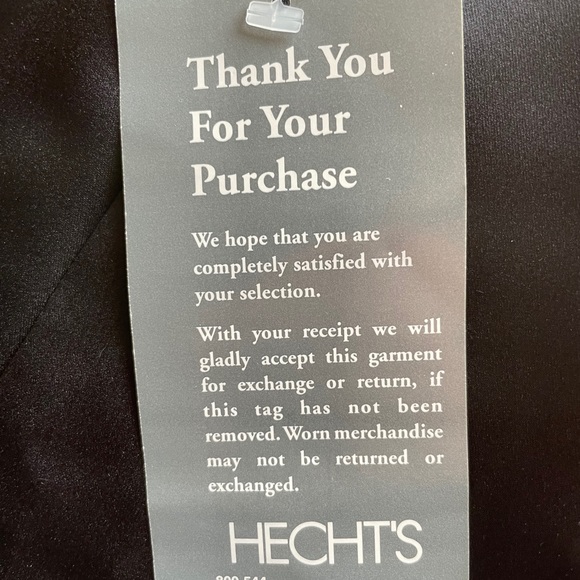 Thank You
For Your
Purchase
We hope that you are
completely satisfied with
your selection.
With your receipt we will
gladly accept this garment
for exchange or return, if
this tag has not been
removed. Worn merchandise
may not be returned or
exchanged.
HECHT'S